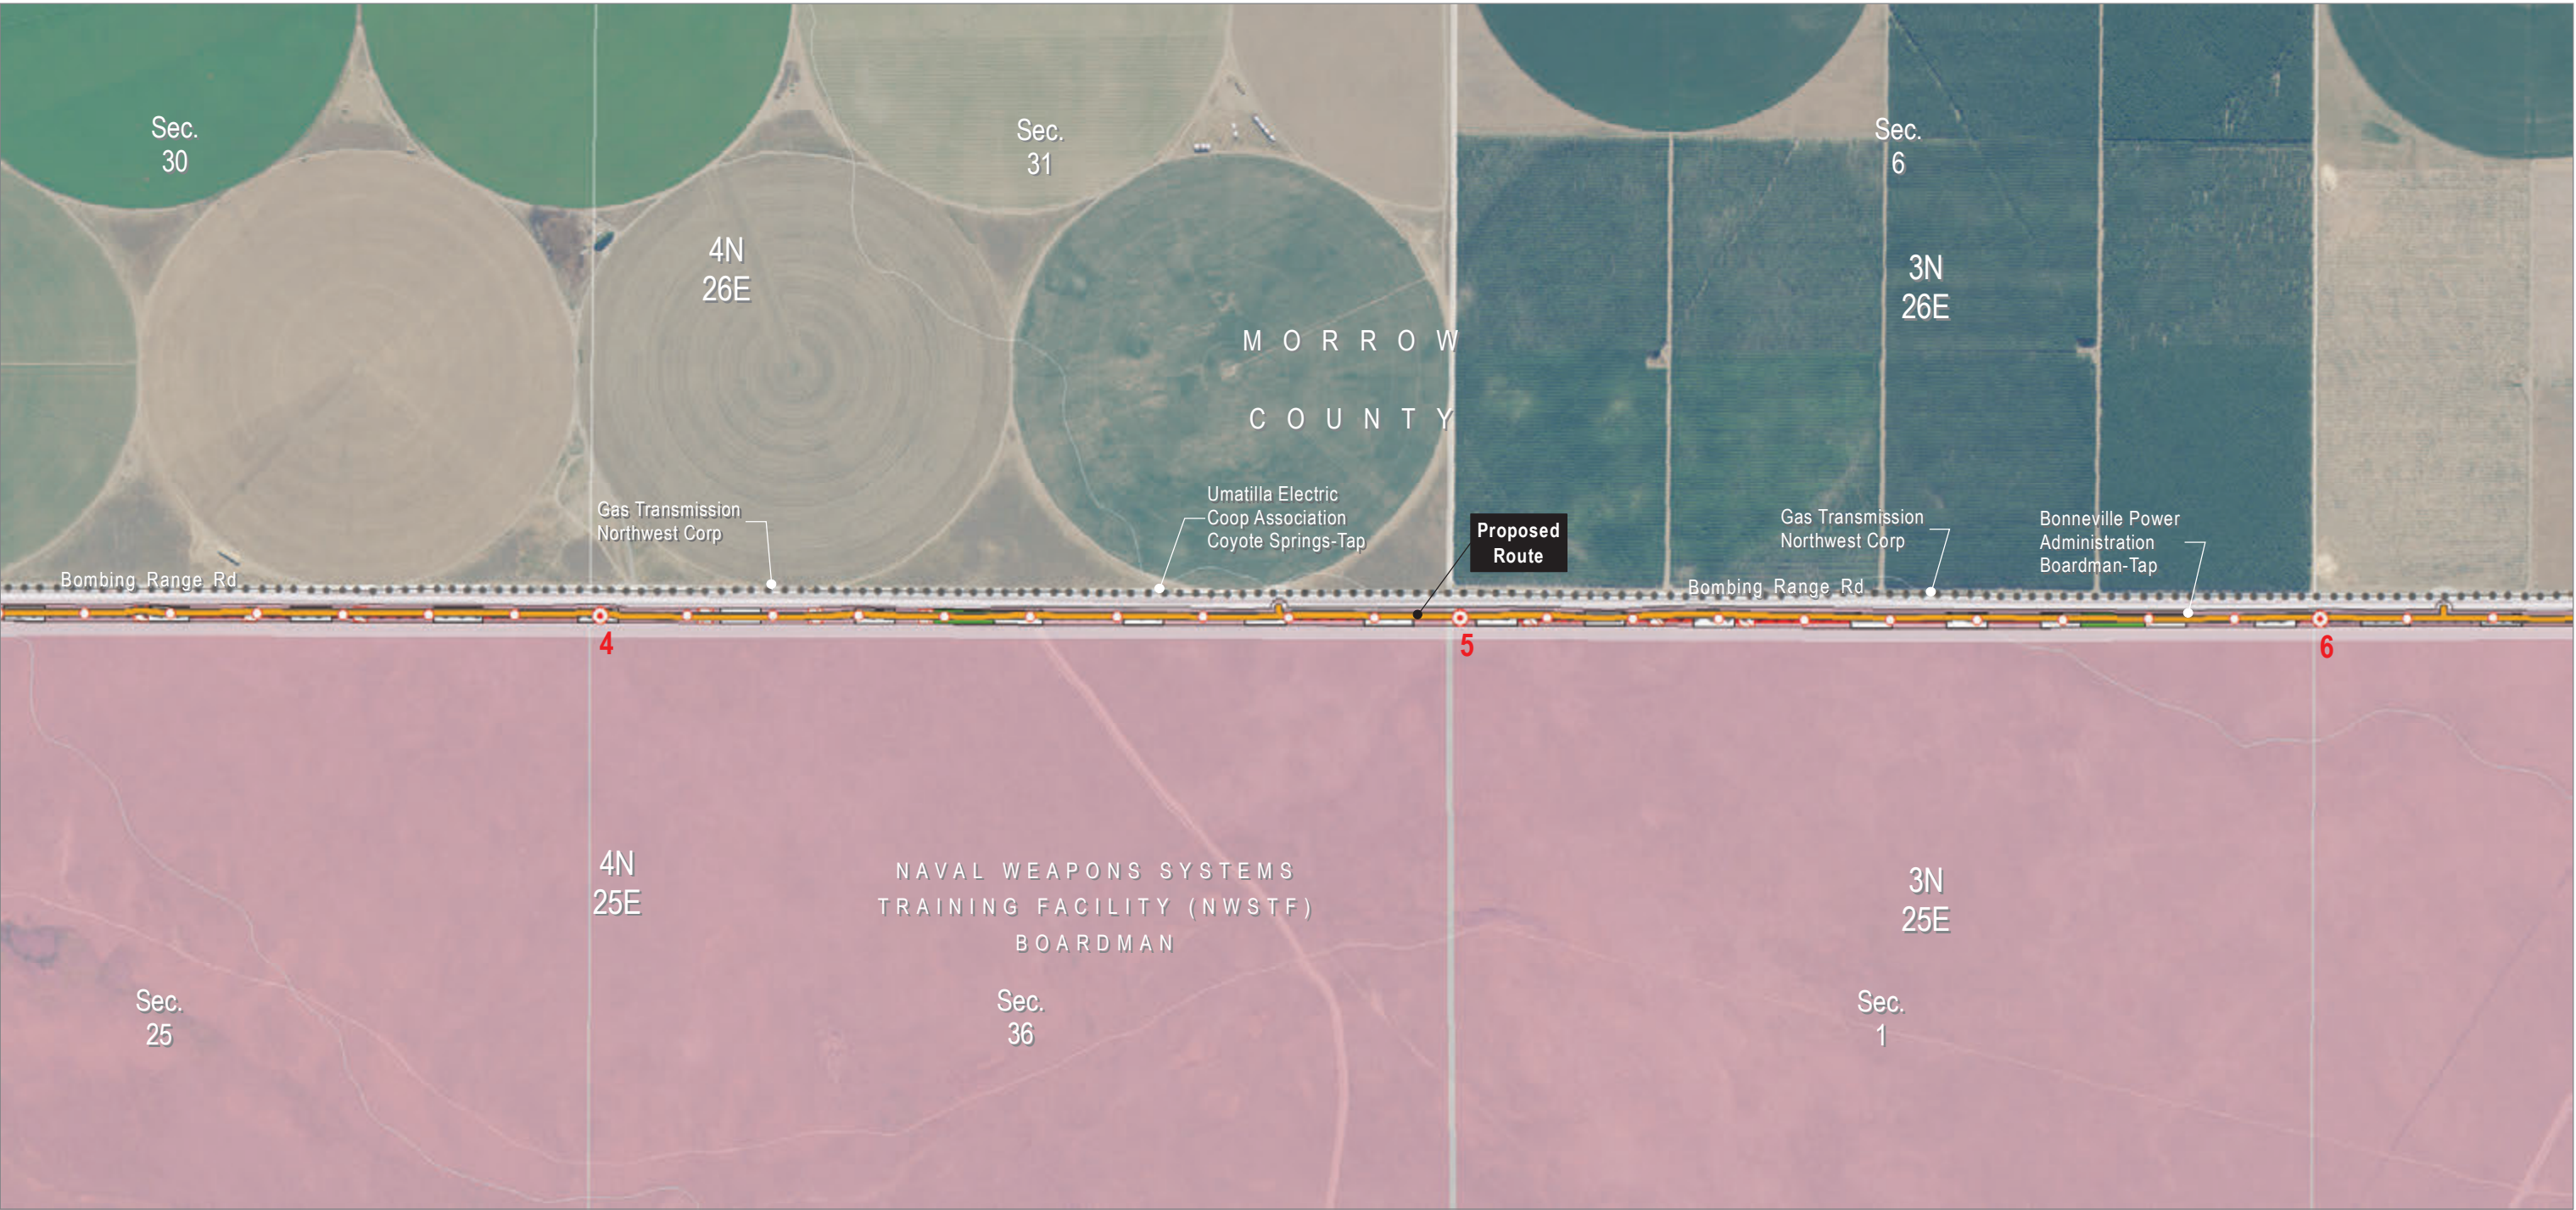 Sec.
30
Sec.
31
Sec.
6
4N
26E
3N
26E
MORROW
COUNTY
Gas Transmission
Northwest Corp
Umatilla Electric
Coop Association
Coyote Springs-Tap
Proposed
Route
Gas Transmission
Northwest Corp
Bonneville Power
Administration
Boardman-Tap
Bombing Range Rd
Bombing Range Rd
4
5
6
4N
25E
NAVAL WEAPONS SYSTEMS
TRAINING FACILITY (NWSTF)
BOARDMAN
3N
25E
Sec.
25
Sec.
36
Sec.
1